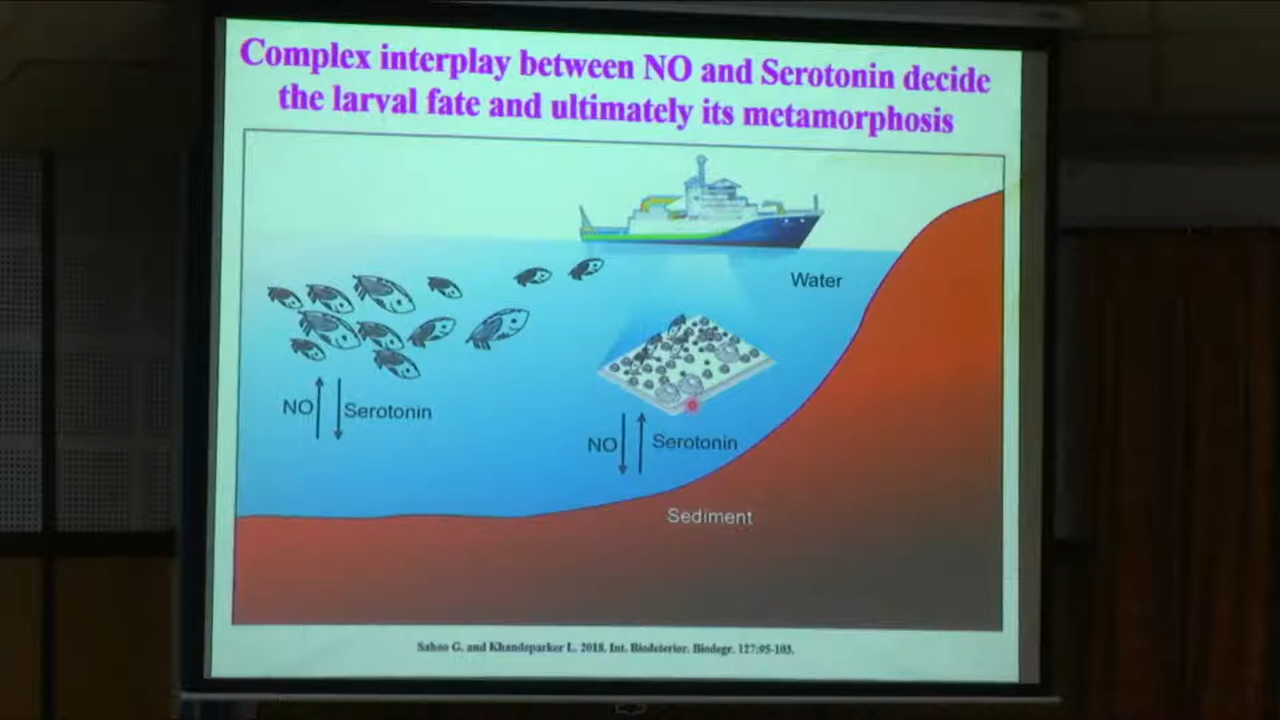 Complex interplay between NO and Serotonin decide
the larval fate and ultimately its metamorphosis
Water
NO
Serotonin
NO
Serotonin
Sediment
Sahoo G. and Khandeparker L. 2018. Int. Biodeterior. Biodegr. 127:95-103.